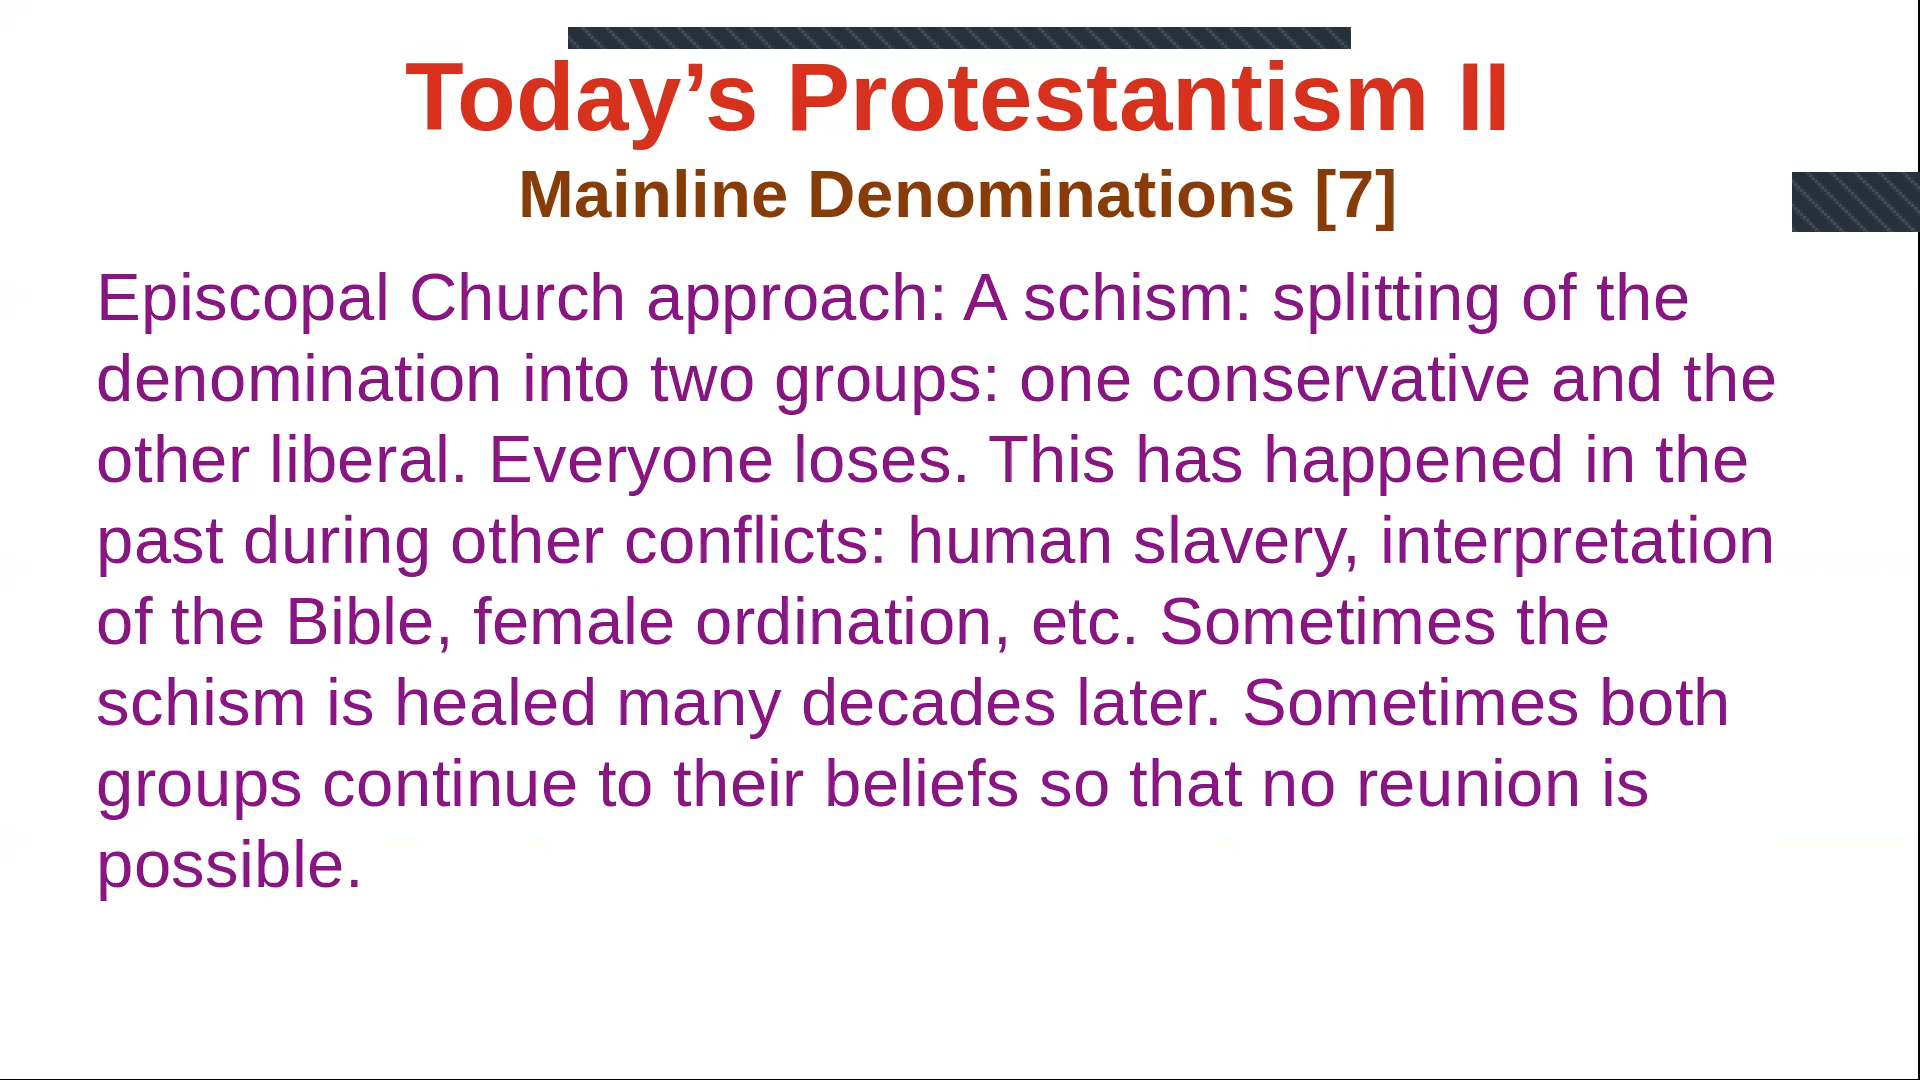 Today’s Protestantism II
Mainline Denominations [7]
Episcopal Church approach: A schism: splitting of the
denomination into two groups: one conservative and the
other liberal. Everyone loses. This has happened in the
past during other conflicts: human slavery, interpretation
of the Bible, female ordination, etc. Sometimes the
schism is healed many decades later. Sometimes both
groups continue to their beliefs so that no reunion is
possible.